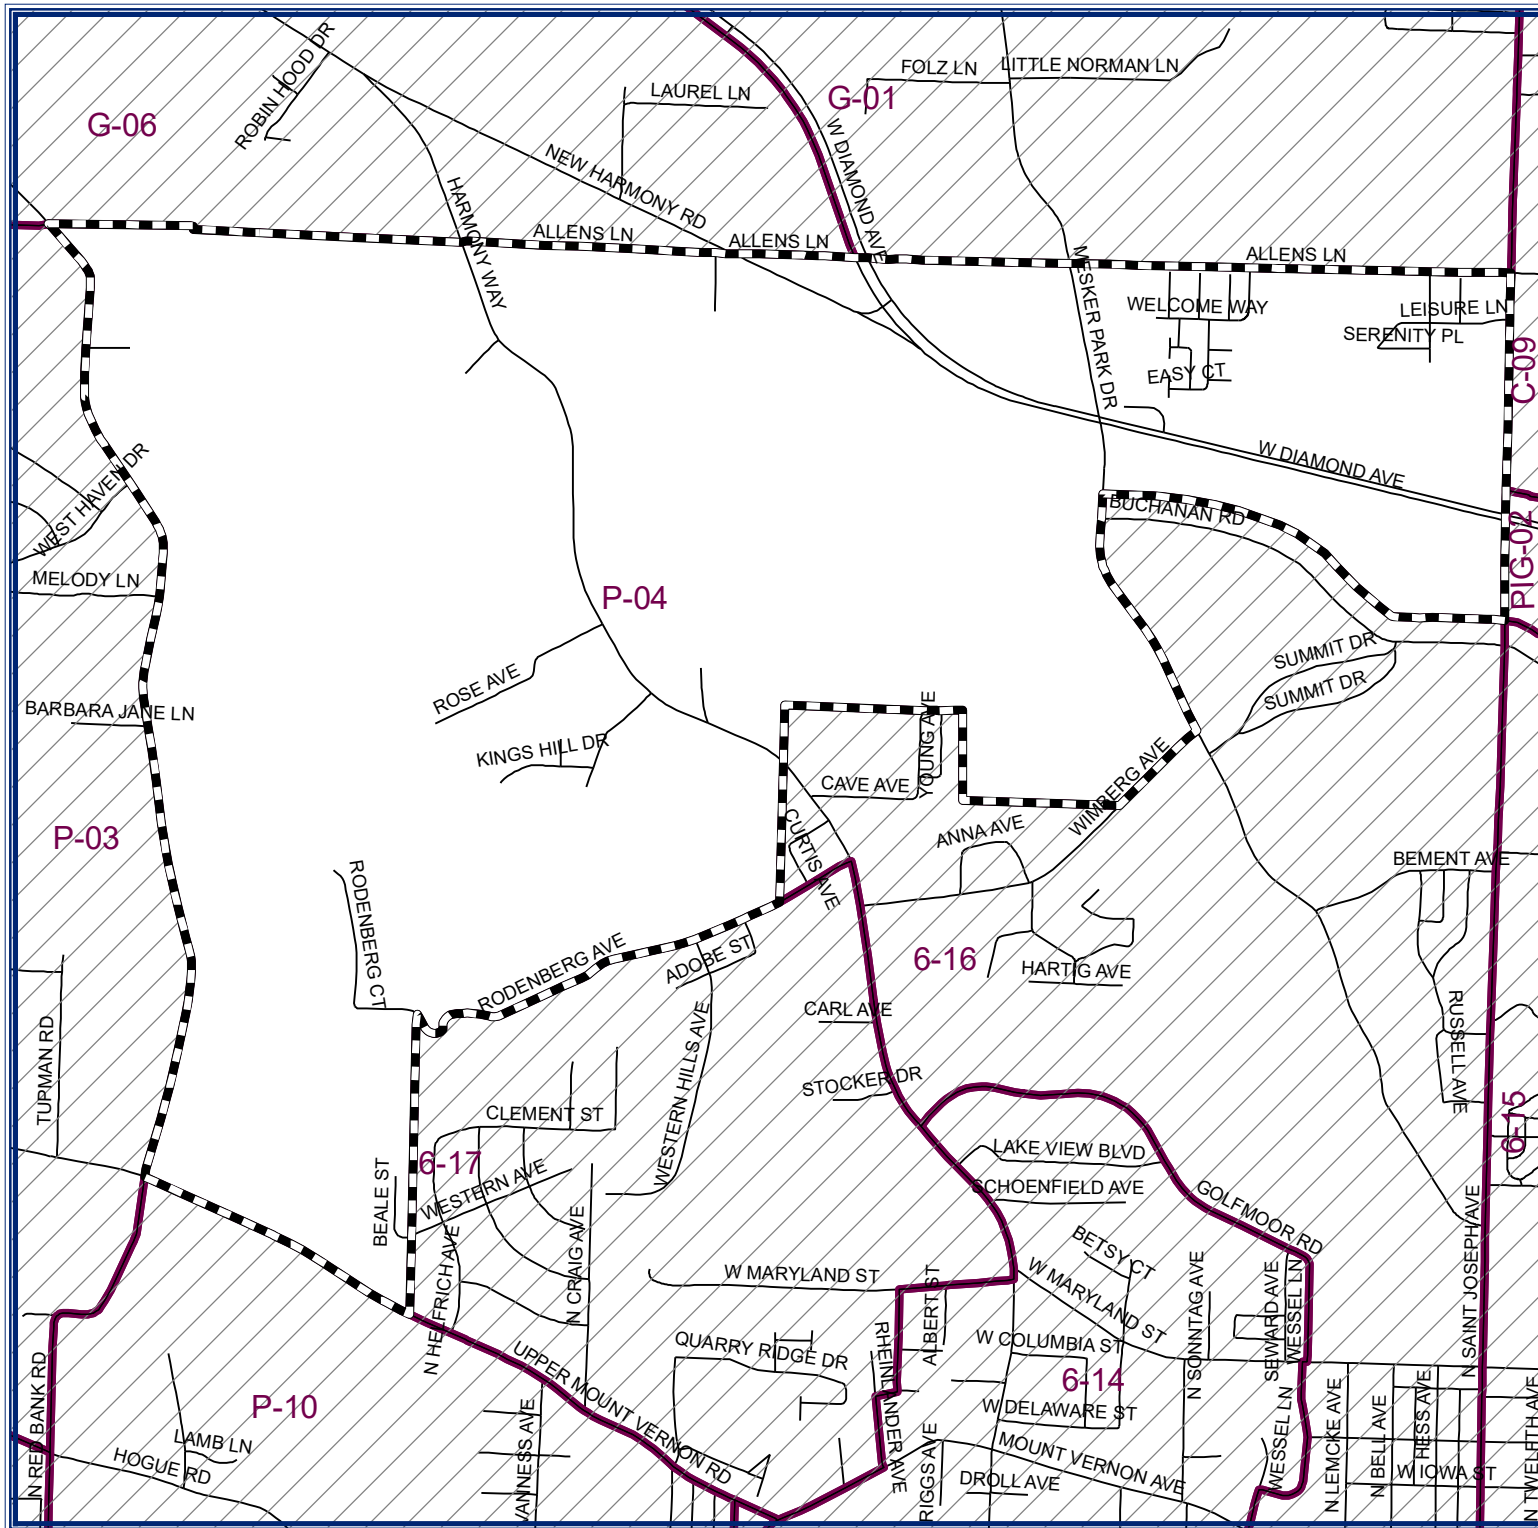 ROBIN HOOD DR
G-06
LAUREL LN
G-01
FOLZ LN
LITTLE NORMAN LN
NEW HARMONY RD
W DIAMOND AVE
HARMONY WAY
ALLENS LN
ALLENS LN
ALLENS LN
MESKER PARK DR
WELCOME WAY
LEISURE LN
SERENITY PL
EASY CT
C-09
W DIAMOND AVE
WEST HAVEN DR
BUCHANAN RD
PIG-02
MELODY LN
P-04
SUMMIT DR
SUMMIT DR
ROSE AVE
BARBARA JANE LN
KINGS HILL DR
YOUNG AVE
CAVE AVE
WIMBERG AVE
P-03
CURTIS AVE
ANNA AVE
BEMENT AVE
RODENBERG CT
RODENBERG AVE
ADOBE ST
6-16
HARTIG AVE
CARL AVE
RUSSELL AVE
TUPMAN RD
WESTERN HILLS AVE
STOCKER DR
CLEMENT ST
6-15
6-17
LAKE VIEW BLVD
WESTERN AVE
SCHOENFIELD AVE
BEALE ST
GOLFMOOR RD
N HELFRICH AVE
N CRAIG AVE
BETSY CT
W MARYLAND ST
W MARYLAND ST
ALBERT ST
N SONNTAG AVE
SEWARD AVE
WESSEL LN
N SAINT JOSEPH AVE
QUARRY RIDGE DR
RHEINLANDER AVE
W COLUMBIA ST
6-14
UPPER MOUNT VERNON RD
N RED BANK RD
P-10
W DELAWARE ST
LAMB LN
HOGUE RD
VANNESS AVE
RIGGS AVE
MOUNT VERNON AVE
DROLL AVE
WESSEL LN
N LEMCKE AVE
N BELL AVE
HESS AVE
W IOWA ST
N TWELFTH AVE